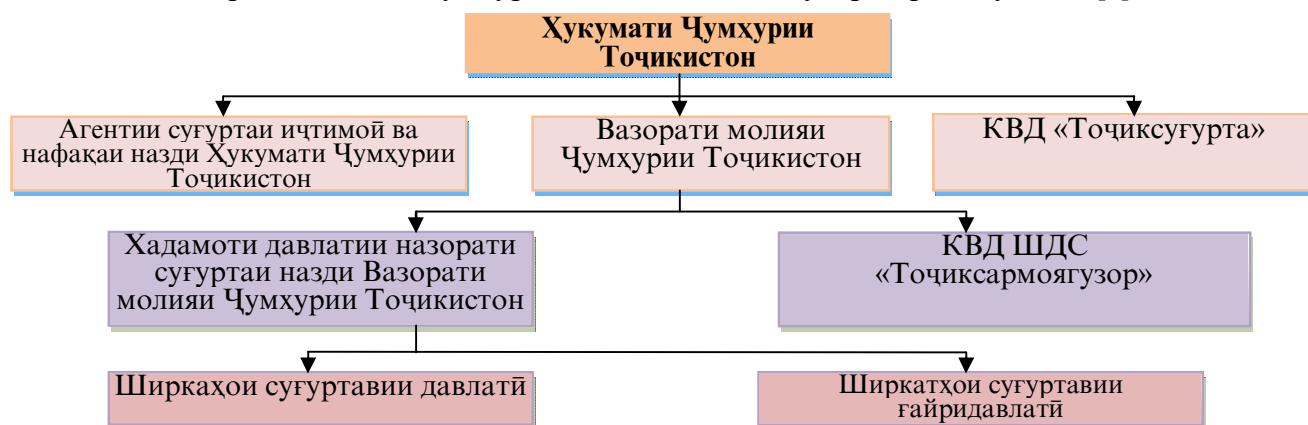 Ҳукумати Ҷумҳурии
Тоҷикистон
Агентии суғуртаи иҷтимоӣ ва
нафақаи назди Ҳукумати Ҷумҳурии
Тоҷикистон
Вазорати молияи
Ҷумҳурии Тоҷикистон
КВД «Тоҷиксуғурта»
Хадамоти давлатии назорати
суғуртаи назди Вазорати
молияи Ҷумҳурии Тоҷикистон
КВД ШДС
«Тоҷиксармоягузор»
Ширкаҳои суғуртавии давлатӣ
Ширкатҳои суғуртавии
ғайридавлатӣ